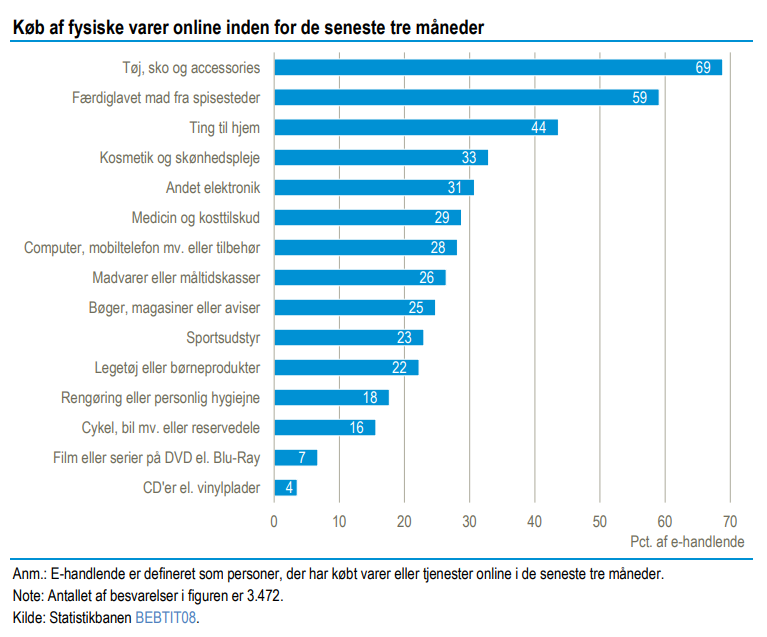 Køb af fysiske varer online inden for de seneste tre måneder
Tøj, sko og accessories 69
Færdiglavet mad fra spisesteder 59
Ting til hjem 44
Kosmetik og skønhedspleje 33
Andet elektronik 31
Medicin og kosttilskud 29
Computer, mobiltelefon mv. eller tilbehør 28
Madvarer eller måltidskasser 26
Bøger, magasiner eller aviser 25
Sportsudstyr 23
Legetøj eller børneprodukter 22
Rengøring eller personlig hygiejne 18
Cykel, bil mv. eller reservedele 16
Film eller serier på DVD el. Blu-Ray 7
CD'er el. vinylplader 4
0 10 20 30 40 50 60 70
Pct. af e-handlende
Anm.: E-handlende er defineret som personer, der har købt varer eller tjenester online i de seneste tre måneder.
Note: Antallet af besvarelser i figuren er 3.472.
Kilde: Statistikbanken BEBTIT08.